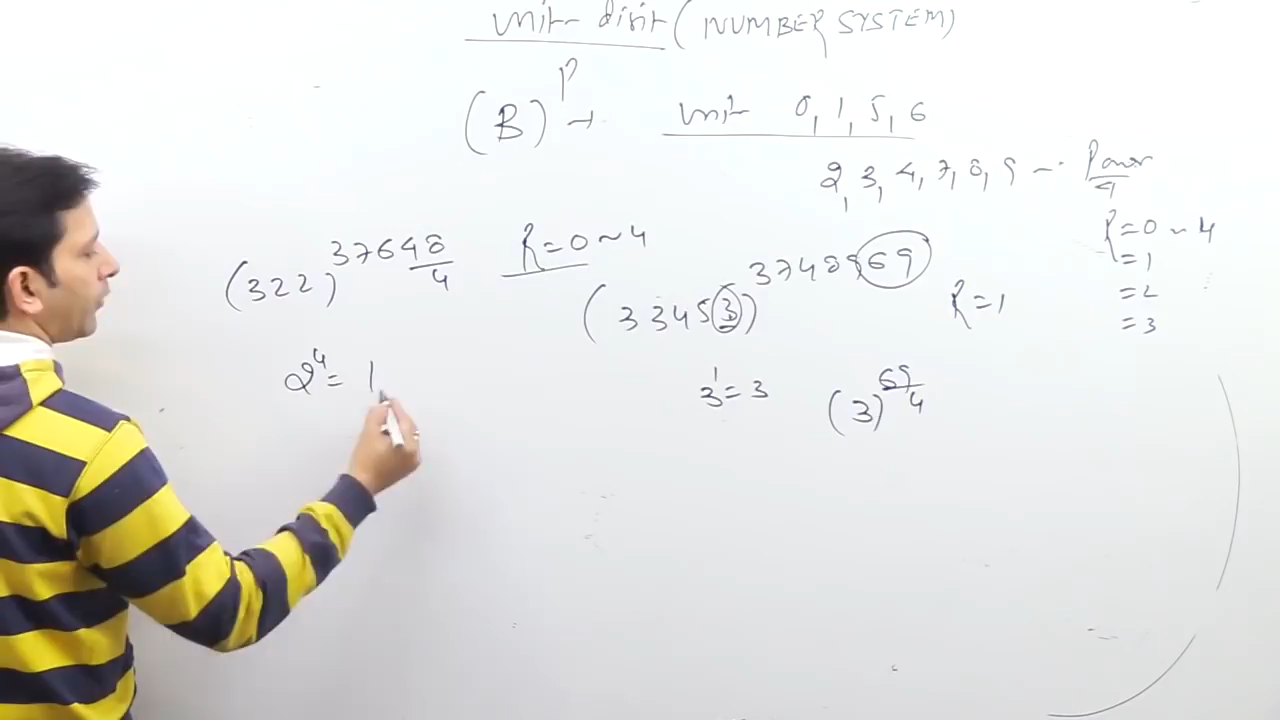 unit digit (NUMBER SYSTEM)
(B)^P → unit 0, 1, 5, 6
2, 3, 4, 7, 8, 9 — Power/4
R=0 ~ 4
=1
=2
=3
(322)^37648/4 R=0 ~ 4
(33453)^3748969 R=1
2^4 = 1
3^1 = 3 (3)^69/4